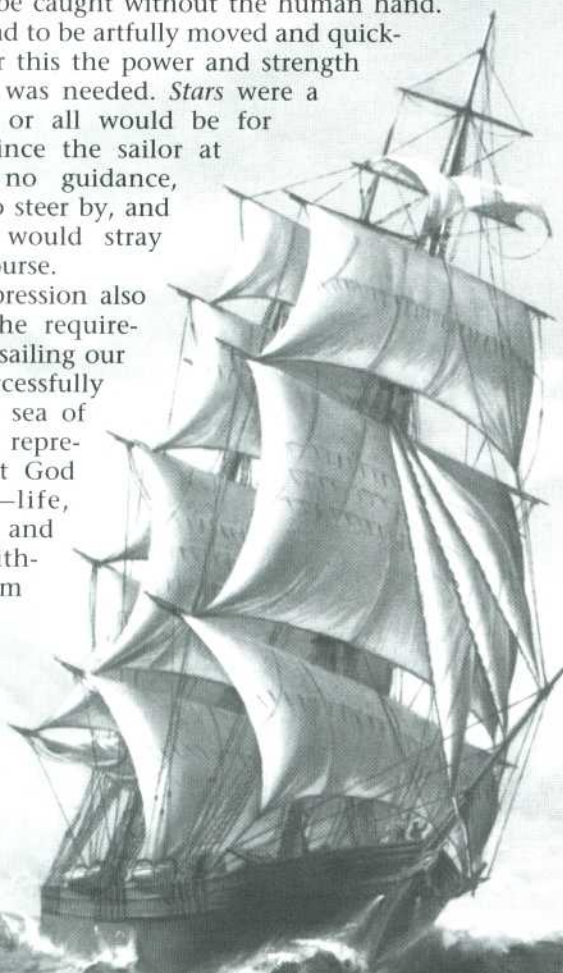 be caught without the human hand.
d to be artfully moved and quick-
r this the power and strength
was needed. Stars were a
or all would be for
ince the sailor at
no guidance,
o steer by, and
would stray
ourse.
pression also
he require-
sailing our
cessfully
sea of
repre-
t God
—life,
and
ith-
m